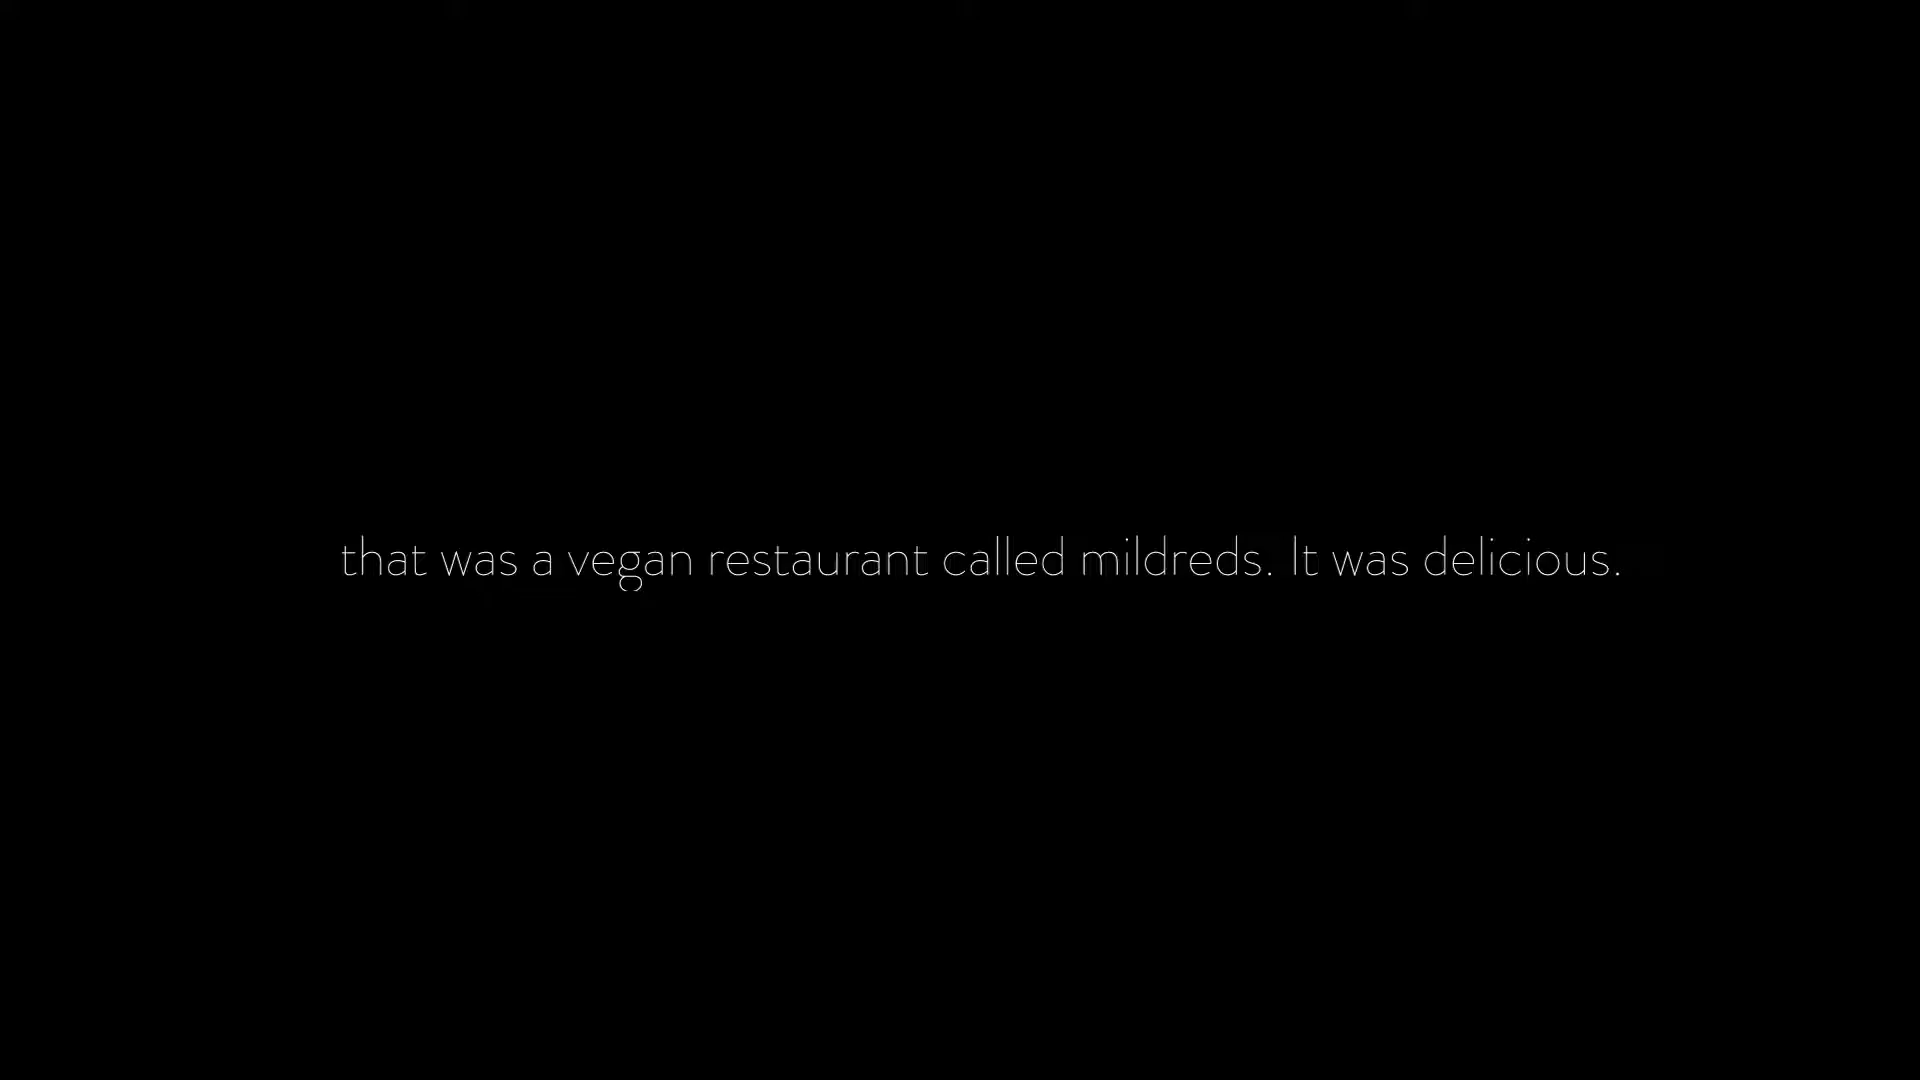 that was a vegan restaurant called mildreds. It was delicious.